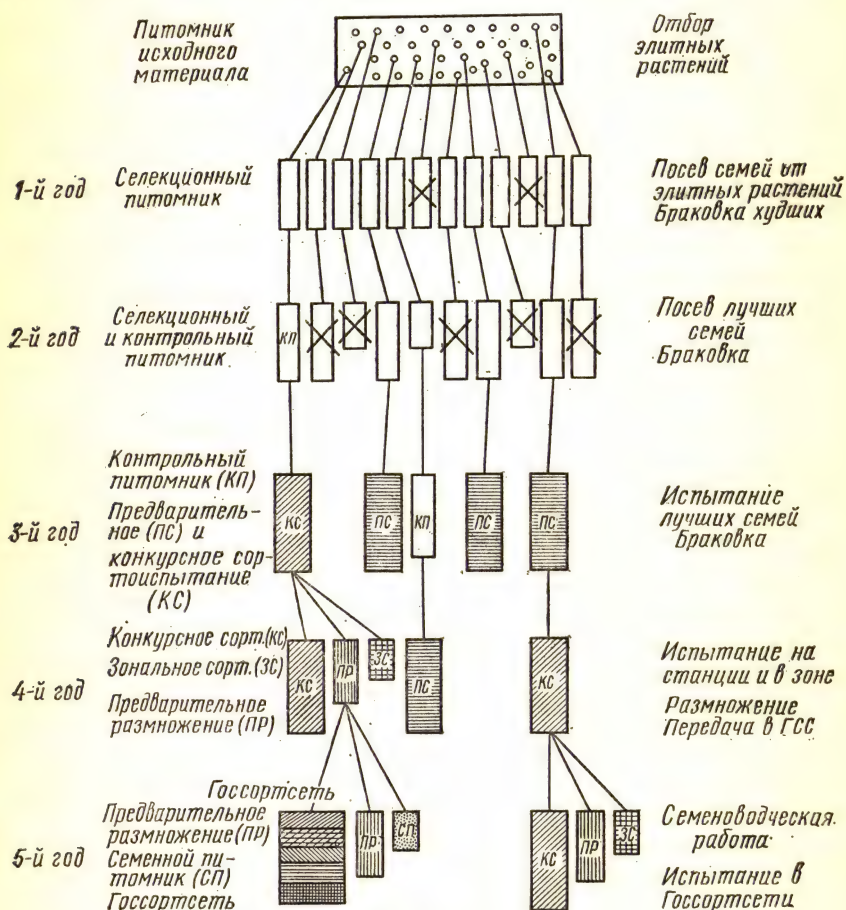 Питомник
исходного
материала
Отбор
элитных
растений
1-й год
Селекционный
питомник
Посев семей от
элитных растений
Браковка худших
2-й год
Селекционный
и контрольный
питомник
КП
Посев лучших
семей
Браковка
3-й год
Контрольный
питомник (КП)
Предваритель-
ное (ПС) и
конкурсное сор-
тоиспытание
(КС)
КС
ПС
КП
ПС
ПС
Испытание
лучших семей
Браковка
4-й год
Конкурсное сорт.(кс)
Зональное сорт.(ЗС)
Предварительное
размножение (ПР)
КС
ПР
ЗС
ПС
КС
Испытание на
станции и в зоне
Размножение
Передача в ГСС
5-й год
Госсортсеть
Предварительное
размножение(ПР)
Семенной пи-
томник (СП)
Госсортсеть
ПР
СП
КС
ПР
ЗС
Семеноводческая
работа
Испытание в
Госсортсети